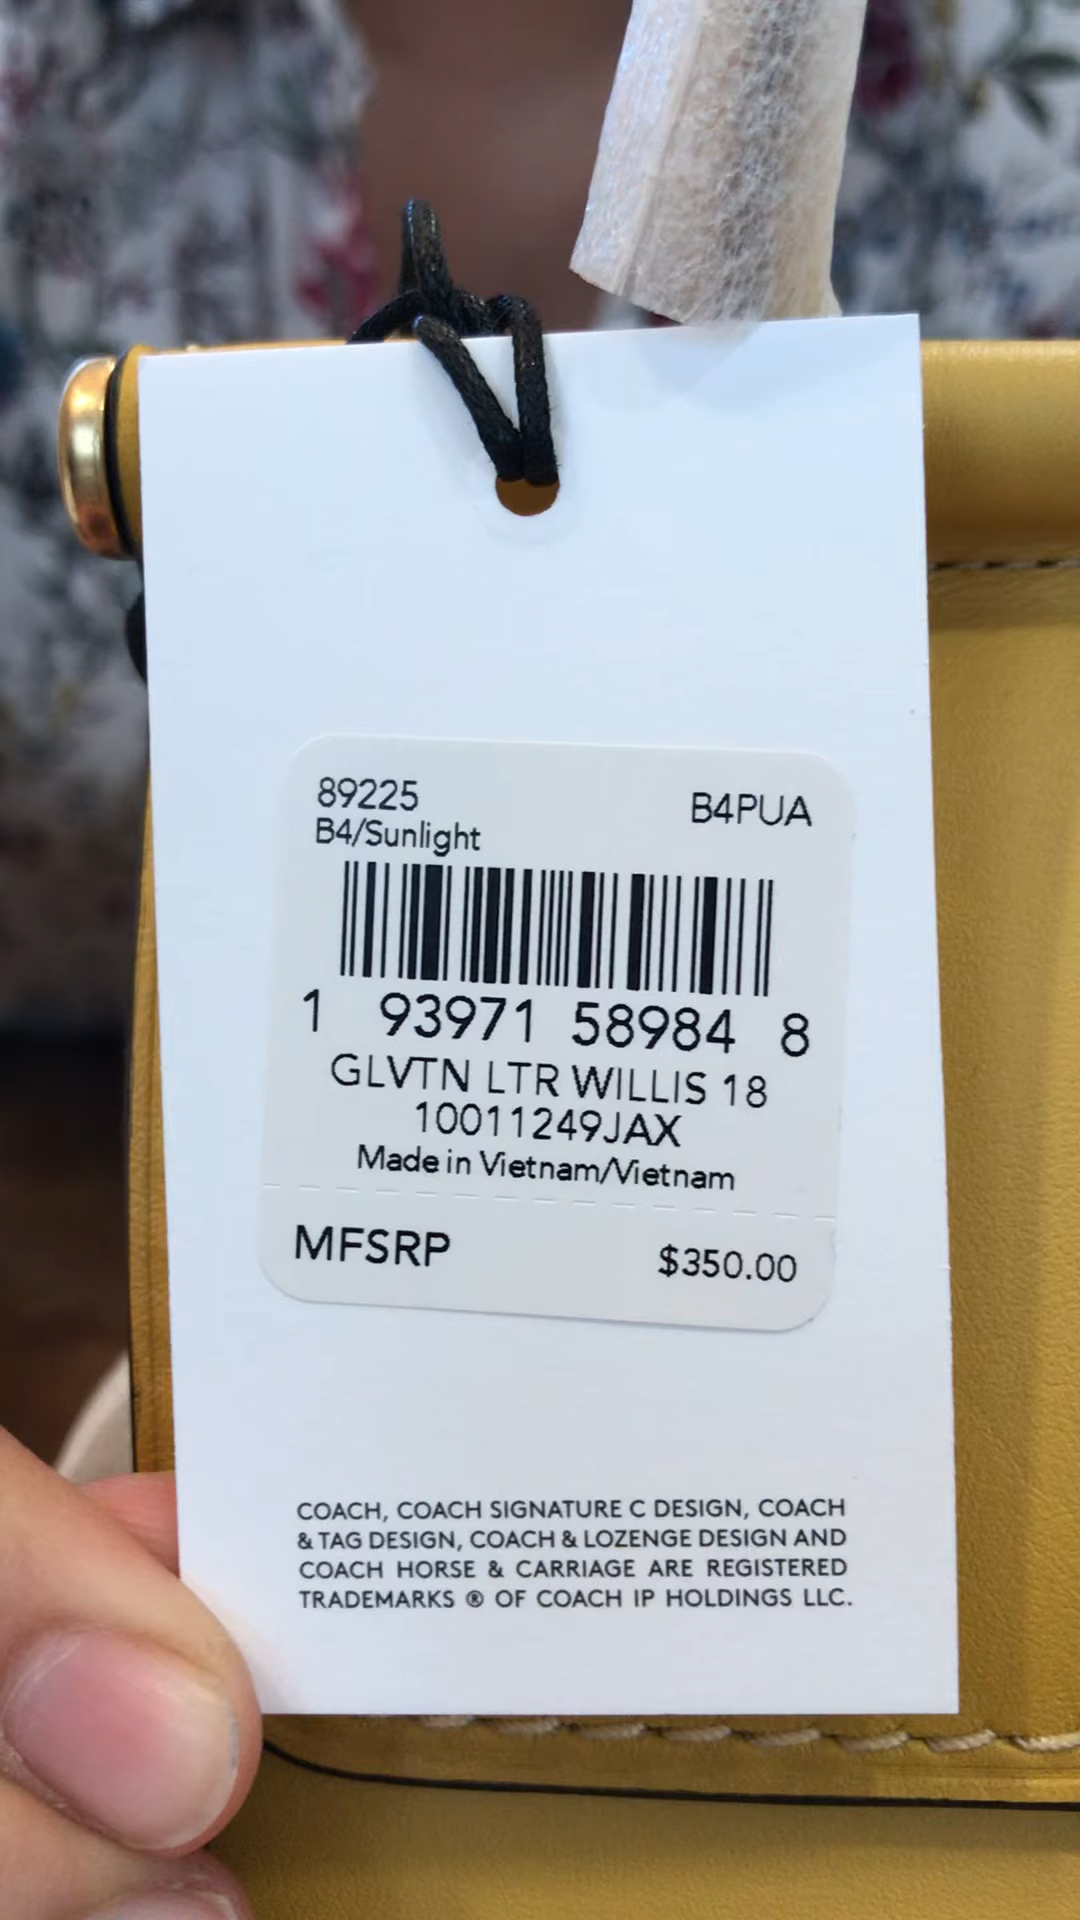 89225
B4PUA
B4/Sunlight
1 93971 58984 8
GLVTN LTR WILLIS 18
10011249JAX
Made in Vietnam/Vietnam
MFSRP $350.00
COACH, COACH SIGNATURE C DESIGN, COACH
& TAG DESIGN, COACH & LOZENGE DESIGN AND
COACH HORSE & CARRIAGE ARE REGISTERED
TRADEMARKS ® OF COACH IP HOLDINGS LLC.